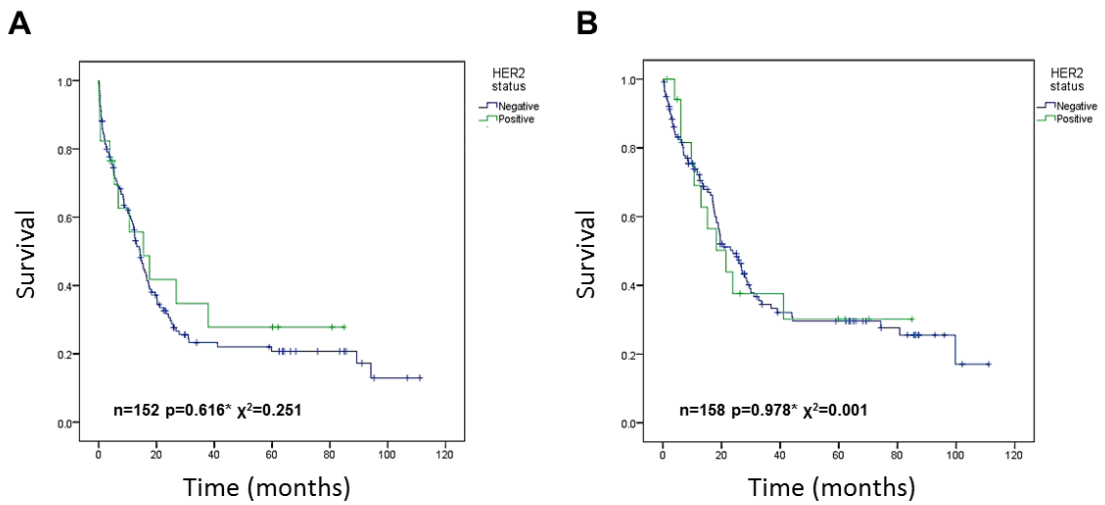 A
HER2
status
Negative
Positive
1.0
0.8
0.6
0.4
0.2
0.0
Survival
n=152 p=0.616* χ²=0.251
0 20 40 60 80 100 120
Time (months)
B
HER2
status
Negative
Positive
1.0
0.8
0.6
0.4
0.2
0.0
Survival
n=158 p=0.978* χ²=0.001
0 20 40 60 80 100 120
Time (months)